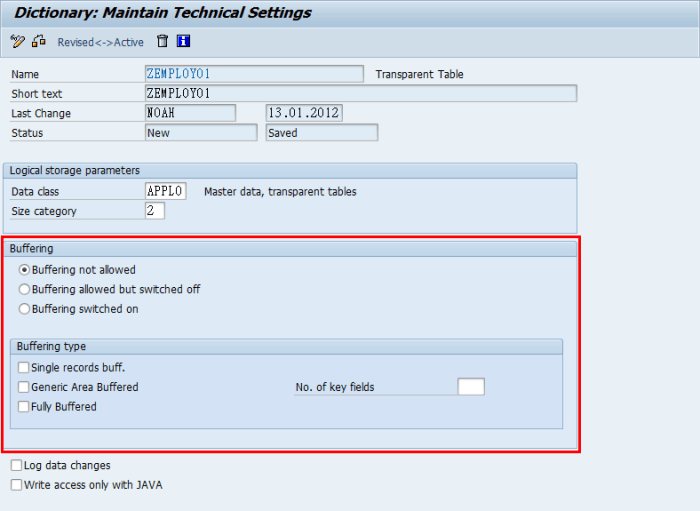 Dictionary: Maintain Technical Settings
Revised<->Active
Name ZEMPLOYO1 Transparent Table
Short text ZEMPLOYO1
Last Change NOAH 13.01.2012
Status New Saved
Logical storage parameters
Data class APPL0 Master data, transparent tables
Size category 2
Buffering
Buffering not allowed
Buffering allowed but switched off
Buffering switched on
Buffering type
Single records buff.
Generic Area Buffered No. of key fields
Fully Buffered
Log data changes
Write access only with JAVA